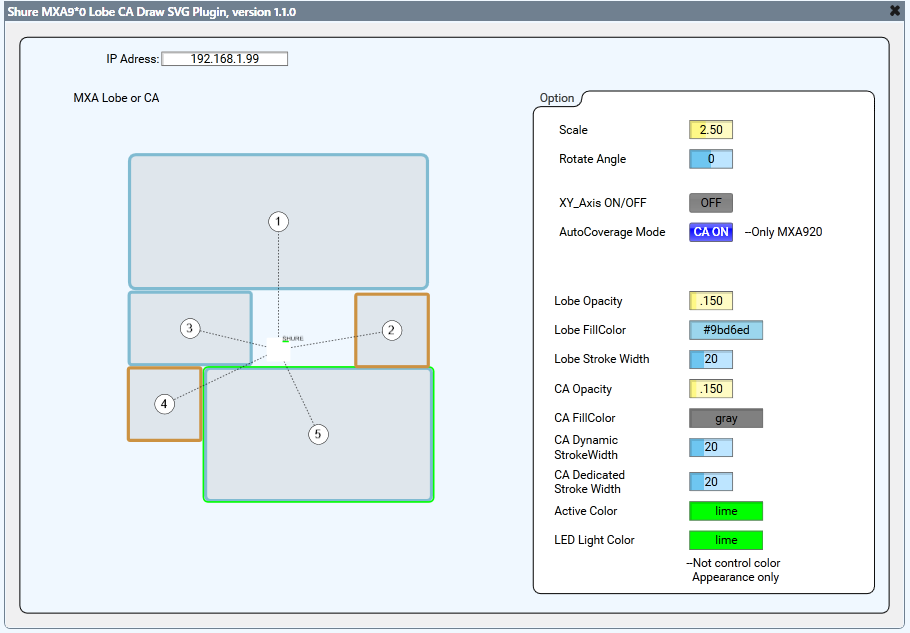 Shure MXA9*0 Lobe CA Draw SVG Plugin, version 1.1.0
IP Adress: 192.168.1.99
MXA Lobe or CA
1
SHURE
3
2
4
5
Option
Scale 2.50
Rotate Angle 0
XY_Axis ON/OFF OFF
AutoCoverage Mode CA ON --Only MXA920
Lobe Opacity .150
Lobe FillColor #9bd6ed
Lobe Stroke Width 20
CA Opacity .150
CA FillColor gray
CA Dynamic
StrokeWidth 20
CA Dedicated
Stroke Width 20
Active Color lime
LED Light Color lime
--Not control color
Appearance only